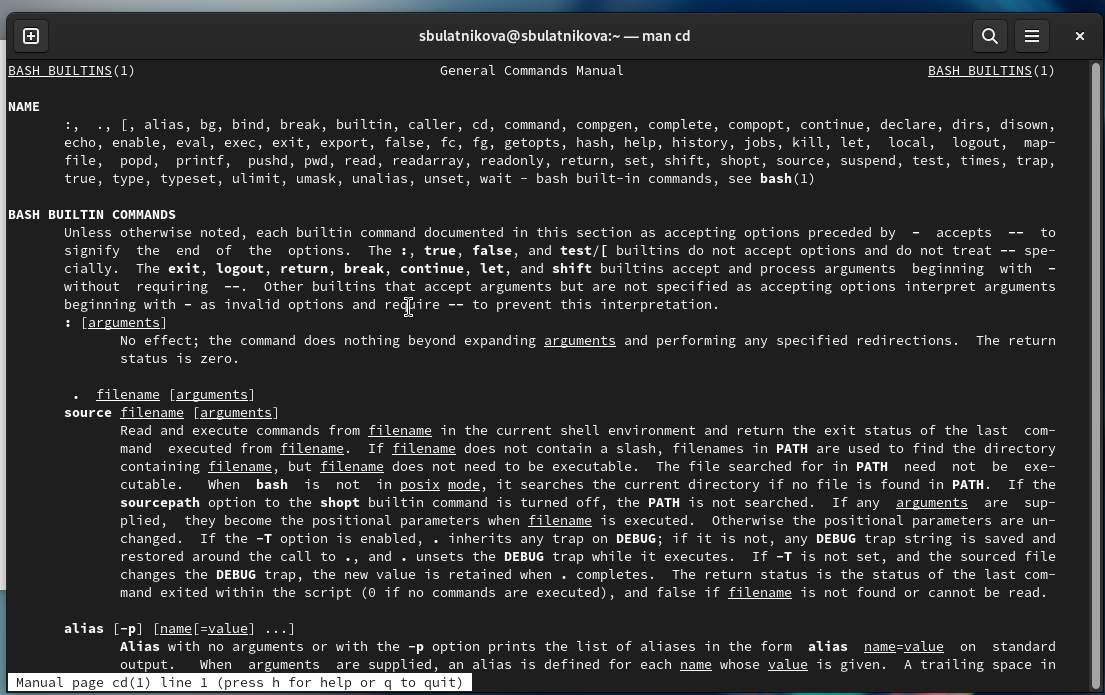 sbulatnikova@sbulatnikova:~ — man cd
BASH BUILTINS(1) General Commands Manual BASH BUILTINS(1)
NAME
:, ., [, alias, bg, bind, break, builtin, caller, cd, command, compgen, complete, compopt, continue, declare, dirs, disown,
echo, enable, eval, exec, exit, export, false, fc, fg, getopts, hash, help, history, jobs, kill, let, local, logout, map-
file, popd, printf, pushd, pwd, read, readarray, readonly, return, set, shift, shopt, source, suspend, test, times, trap,
true, type, typeset, ulimit, umask, unalias, unset, wait - bash built-in commands, see bash(1)
BASH BUILTIN COMMANDS
Unless otherwise noted, each builtin command documented in this section as accepting options preceded by - accepts -- to
signify the end of the options. The :, true, false, and test/[ builtins do not accept options and do not treat -- spe-
cially. The exit, logout, return, break, continue, let, and shift builtins accept and process arguments beginning with -
without requiring --. Other builtins that accept arguments but are not specified as accepting options interpret arguments
beginning with - as invalid options and require -- to prevent this interpretation.
: [arguments]
No effect; the command does nothing beyond expanding arguments and performing any specified redirections. The return
status is zero.
. filename [arguments]
source filename [arguments]
Read and execute commands from filename in the current shell environment and return the exit status of the last com-
mand executed from filename. If filename does not contain a slash, filenames in PATH are used to find the directory
containing filename, but filename does not need to be executable. The file searched for in PATH need not be exe-
cutable. When bash is not in posix mode, it searches the current directory if no file is found in PATH. If the
sourcepath option to the shopt builtin command is turned off, the PATH is not searched. If any arguments are sup-
plied, they become the positional parameters when filename is executed. Otherwise the positional parameters are un-
changed. If the -T option is enabled, . inherits any trap on DEBUG; if it is not, any DEBUG trap string is saved and
restored around the call to ., and . unsets the DEBUG trap while it executes. If -T is not set, and the sourced file
changes the DEBUG trap, the new value is retained when . completes. The return status is the status of the last com-
mand exited within the script (0 if no commands are executed), and false if filename is not found or cannot be read.
alias [-p] [name[=value] ...]
Alias with no arguments or with the -p option prints the list of aliases in the form alias name=value on standard
output. When arguments are supplied, an alias is defined for each name whose value is given. A trailing space in
Manual page cd(1) line 1 (press h for help or q to quit)